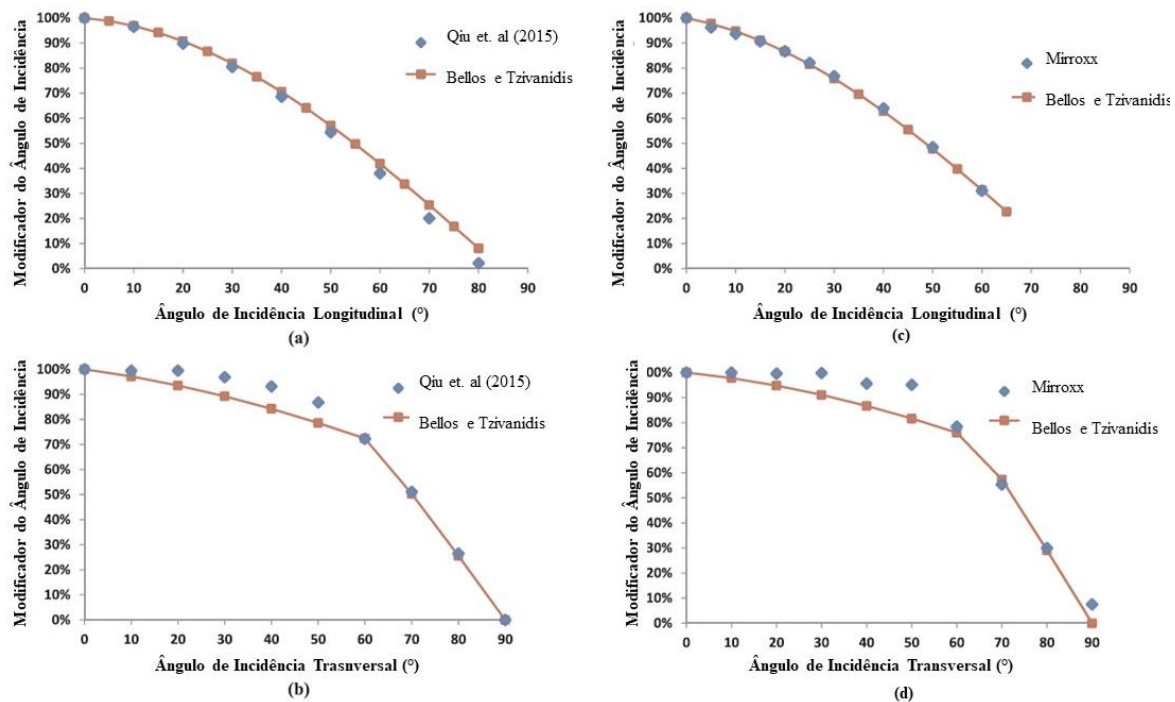 Modificador do Ângulo de Incidência
100%
90%
80%
70%
60%
50%
40%
30%
20%
10%
0%
0 10 20 30 40 50 60 70 80 90
Qiu et. al (2015)
Bellos e Tzivanidis
Ângulo de Incidência Longitudinal (°)
(a)
Modificador do Ângulo de Incidência
100%
90%
80%
70%
60%
50%
40%
30%
20%
10%
0%
0 10 20 30 40 50 60 70 80 90
Mirroxx
Bellos e Tzivanidis
Ângulo de Incidência Longitudinal (°)
(c)
Modificador do Ângulo de Incidência
100%
90%
80%
70%
60%
50%
40%
30%
20%
10%
0%
0 10 20 30 40 50 60 70 80 90
Qiu et. al (2015)
Bellos e Tzivanidis
Ângulo de Incidência Trasnversal (°)
(b)
Modificador do Ângulo de Incidência
00%
90%
80%
70%
60%
50%
40%
30%
20%
10%
0%
0 10 20 30 40 50 60 70 80 90
Mirroxx
Bellos e Tzivanidis
Ângulo de Incidência Transversal (°)
(d)